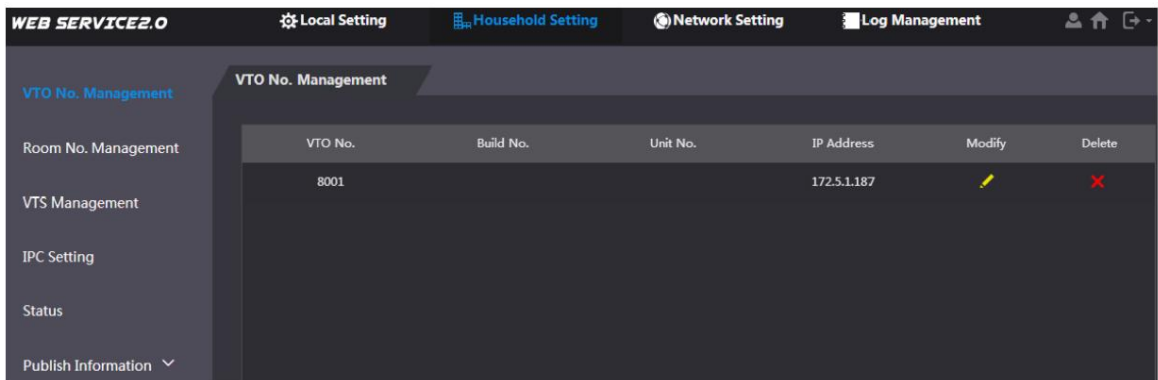 WEB SERVICE2.0 Local Setting Household Setting Network Setting Log Management
VTO No. Management
Room No. Management
VTS Management
IPC Setting
Status
Publish Information
VTO No. Management
VTO No. Build No. Unit No. IP Address Modify Delete
8001 172.5.1.187